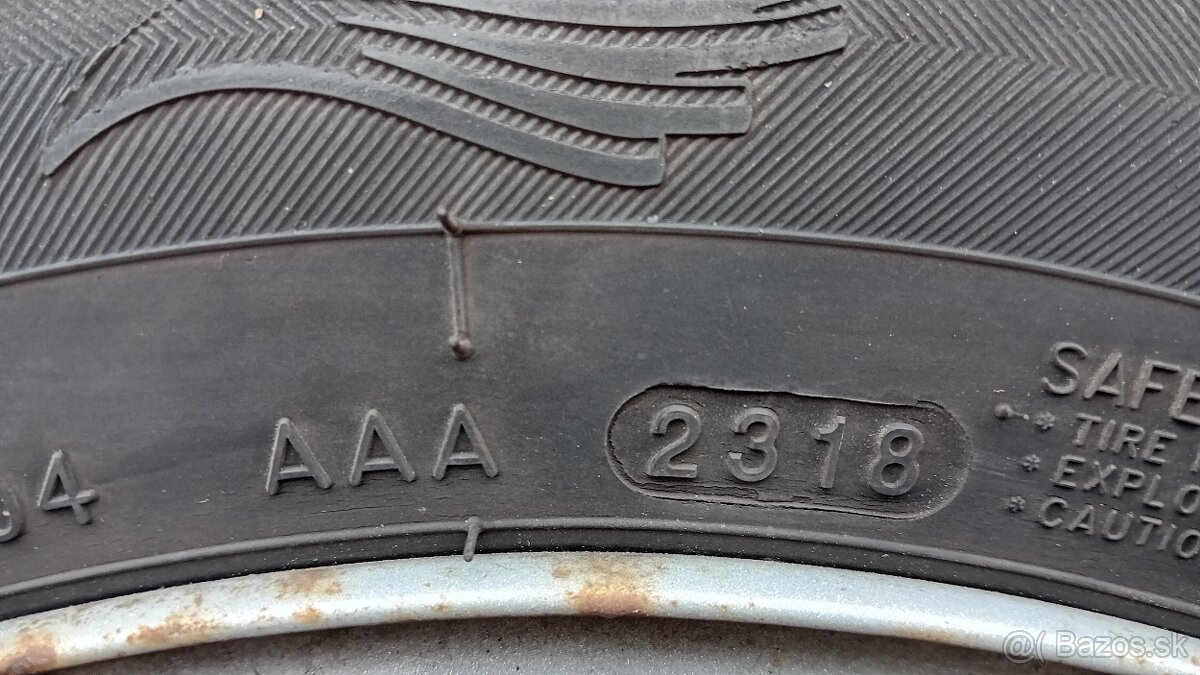 04 AAA 2318
SAFE
* TIRE
* EXPLO
* CAUTIO
@( Bazos.sk